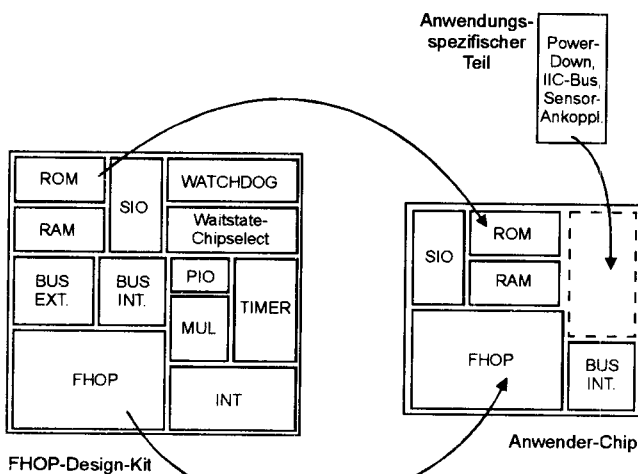 Anwendungs-
spezifischer
Teil
Power-
Down,
IIC-Bus,
Sensor-
Ankoppl.
ROM
SIO
WATCHDOG
RAM
Waitstate-
Chipselect
BUS
EXT.
BUS
INT.
PIO
MUL
TIMER
FHOP
INT
FHOP-Design-Kit
SIO
ROM
RAM
FHOP
BUS
INT.
Anwender-Chip